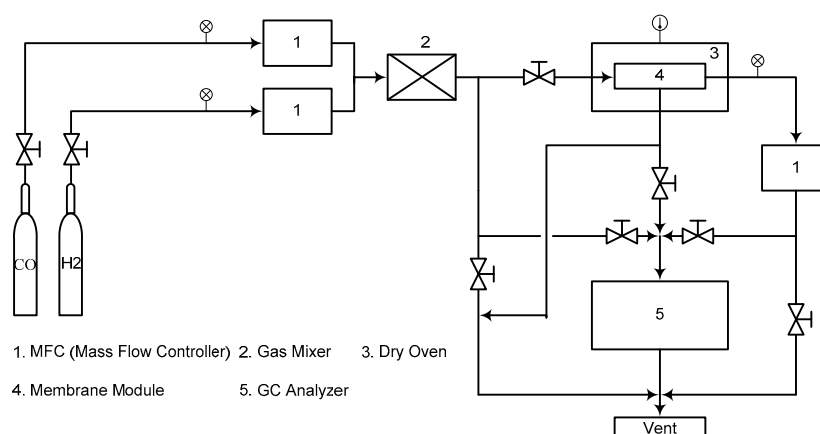 1
2
3
4
1
1
CO
H2
5
1. MFC (Mass Flow Controller) 2. Gas Mixer 3. Dry Oven
4. Membrane Module 5. GC Analyzer
Vent